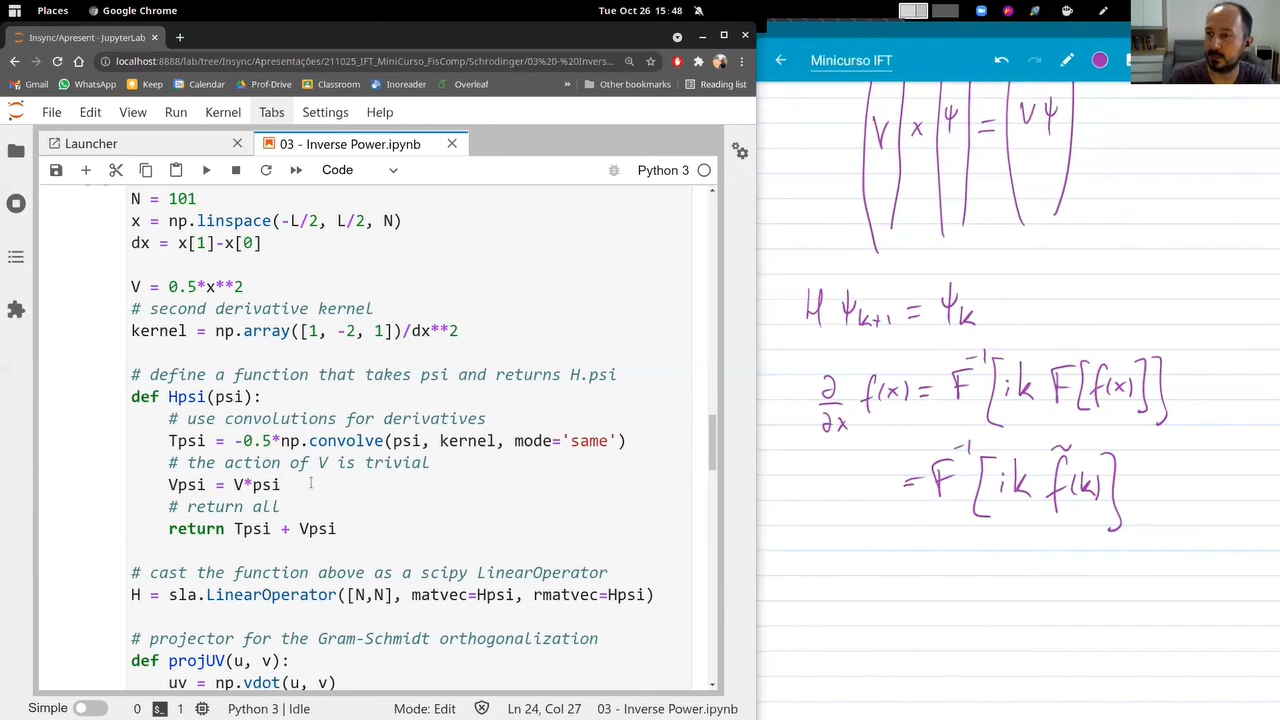 Places
Google Chrome
Tue Oct 26 15:48
Insync/Apresent - JupyterLab
localhost:8888/lab/tree/Insync/Apresentações/211025_IFT_MiniCurso_FisComp/Schrodinger/03%20-%20Invers...
Gmail
WhatsApp
Keep
Calendar
Prof-Drive
Classroom
Inoreader
Overleaf
»
Other bookmarks
Reading list
File Edit View Run Kernel Tabs Settings Help
Launcher
03 - Inverse Power.ipynb
Code
Python 3
N = 101
x = np.linspace(-L/2, L/2, N)
dx = x[1]-x[0]
V = 0.5*x**2
# second derivative kernel
kernel = np.array([1, -2, 1])/dx**2
# define a function that takes psi and returns H.psi
def Hpsi(psi):
# use convolutions for derivatives
Tpsi = -0.5*np.convolve(psi, kernel, mode='same')
# the action of V is trivial
Vpsi = V*psi
# return all
return Tpsi + Vpsi
# cast the function above as a scipy LinearOperator
H = sla.LinearOperator([N,N], matvec=Hpsi, rmatvec=Hpsi)
# projector for the Gram-Schmidt orthogonalization
def projUV(u, v):
uv = np.vdot(u, v)
Simple
0
1
Python 3 | Idle
Mode: Edit
Ln 24, Col 27
03 - Inverse Power.ipynb
Minicurso IFT
(V) x (ψ) = (Vψ)
H ψk+1 = ψk
∂/∂x f(x) = F⁻¹[ik F[f(x)]]
= F⁻¹[ik f̃(k)]